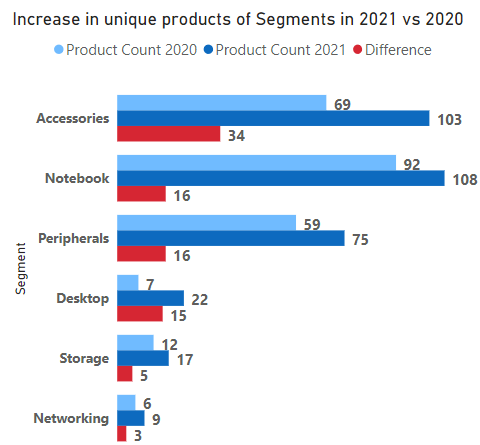 Increase in unique products of Segments in 2021 vs 2020
Product Count 2020 Product Count 2021 Difference
Segment
Accessories
69
103
34
Notebook
92
108
16
Peripherals
59
75
16
Desktop
7
22
15
Storage
12
17
5
Networking
6
9
3